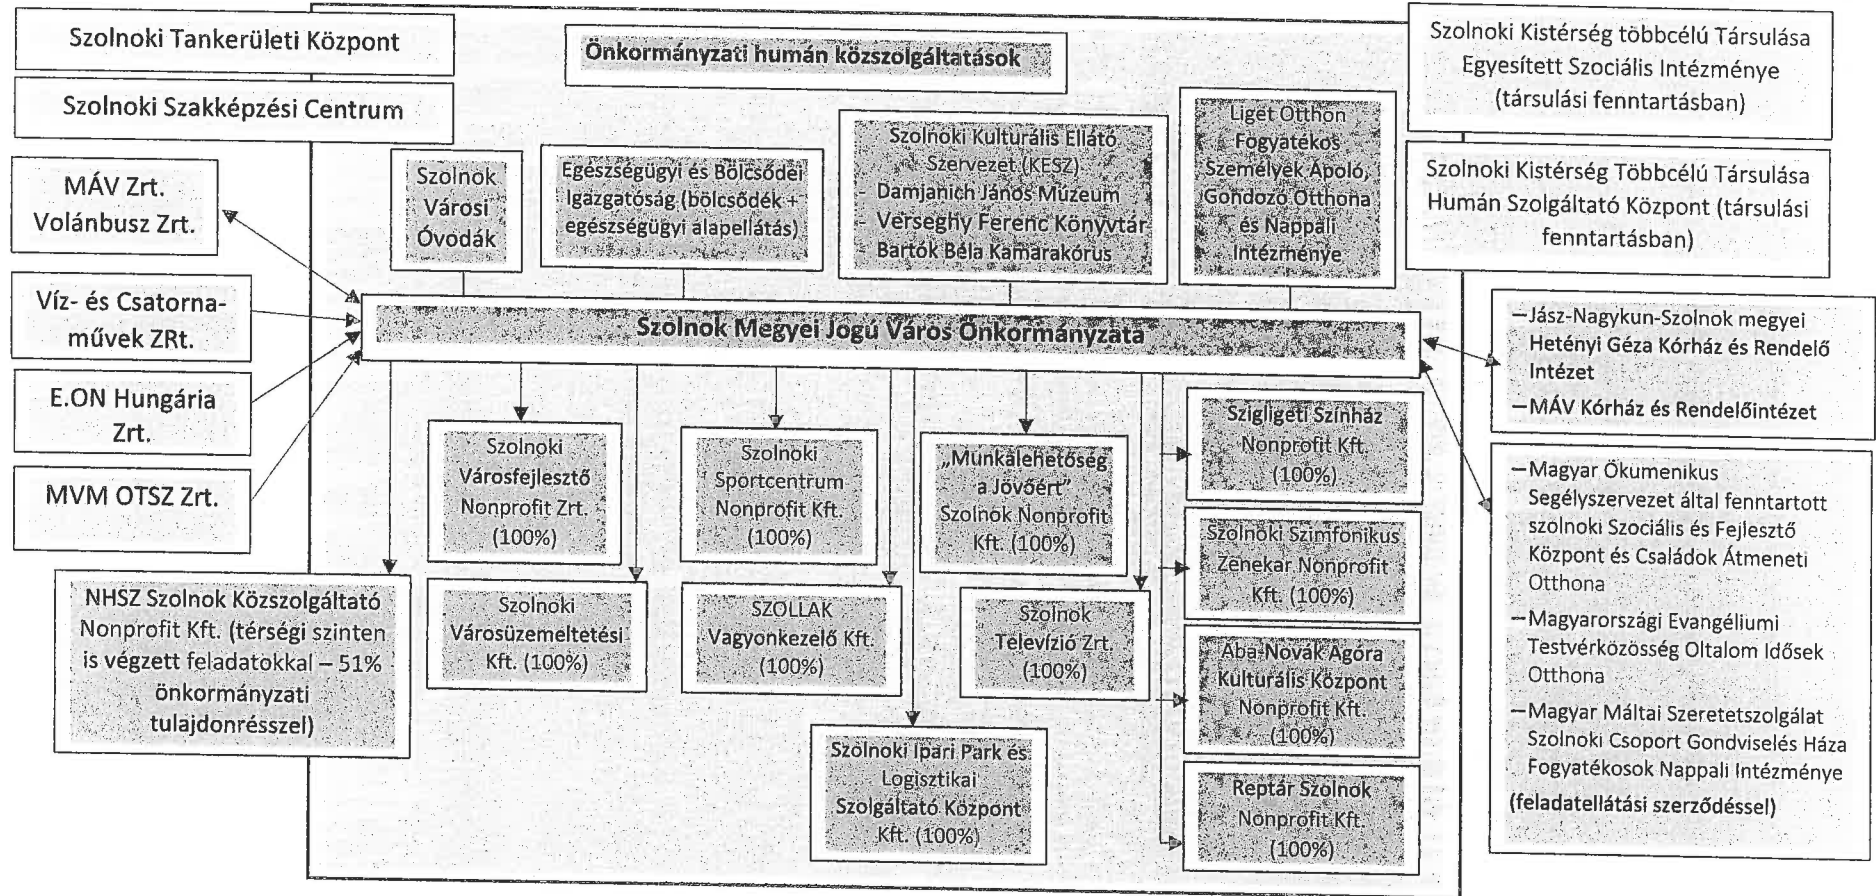 Szolnoki Tankerületi Központ
Szolnoki Szakképzési Centrum
Önkormányzati humán közszolgáltatások
Szolnoki Kistérség többcélú Társulása
Egyesített Szociális Intézménye
(társulási fenntartásban)
Szolnoki Kistérség Többcélú Társulása
Humán Szolgáltató Központ (társulási
fenntartásban)
MÁV Zrt.
Volánbusz Zrt.
Víz- és Csatorna-
művek ZRt.
E.ON Hungária
Zrt.
MVM OTSZ Zrt.
Szolnok
Városi
Óvodák
Egészségügyi és Bölcsődei
Igazgatóság (bölcsődék +
egészségügyi alapellátás)
Szolnoki Kulturális Ellátó
Szervezet (KESZ)
- Damjanich János Múzeum
- Verseghy Ferenc Könyvtár
- Bartók Béla Kamarakórus
Liget Otthon
Fogyatékos
Személyek Ápoló,
Gondozó Otthona
és Nappali
Intézménye
Szolnok Megyei Jogú Város Önkormányzata
Szolnoki
Városfejlesztő
Nonprofit Zrt.
(100%)
Szolnoki
Sportcentrum
Nonprofit Kft.
(100%)
„Munkalehetőség
a Jövőért"
Szolnok Nonprofit
Kft. (100%)
Szigligeti Színház
Nonprofit Kft.
(100%)
Szolnoki Szimfonikus
Zenekar Nonprofit
Kft. (100%)
Aba-Novák Agóra
Kulturális Központ
Nonprofit Kft.
(100%)
Reptár Szolnok
Nonprofit Kft.
(100%)
NHSZ Szolnok Közszolgáltató
Nonprofit Kft. (térségi szinten
is végzett feladatokkal – 51%
önkormányzati
tulajdonrésszel)
Szolnoki
Városüzemeltetési
Kft. (100%)
SZOLLAK
Vagyonkezelő Kft.
(100%)
Szolnok
Televízió Zrt.
(100%)
Szolnoki Ipari Park és
Logisztikai
Szolgáltató Központ
Kft. (100%)
– Jász-Nagykun-Szolnok megyei
Hetényi Géza Kórház és Rendelő
Intézet
– MÁV Kórház és Rendelőintézet
– Magyar Ökumenikus
Segélyszervezet által fenntartott
szolnoki Szociális és Fejlesztő
Központ és Családok Átmeneti
Otthona
– Magyarországi Evangéliumi
Testvérközösség Oltalom Idősek
Otthona
– Magyar Máltai Szeretetszolgálat
Szolnoki Csoport Gondviselés Háza
Fogyatékosok Nappali Intézménye
(feladatellátási szerződéssel)